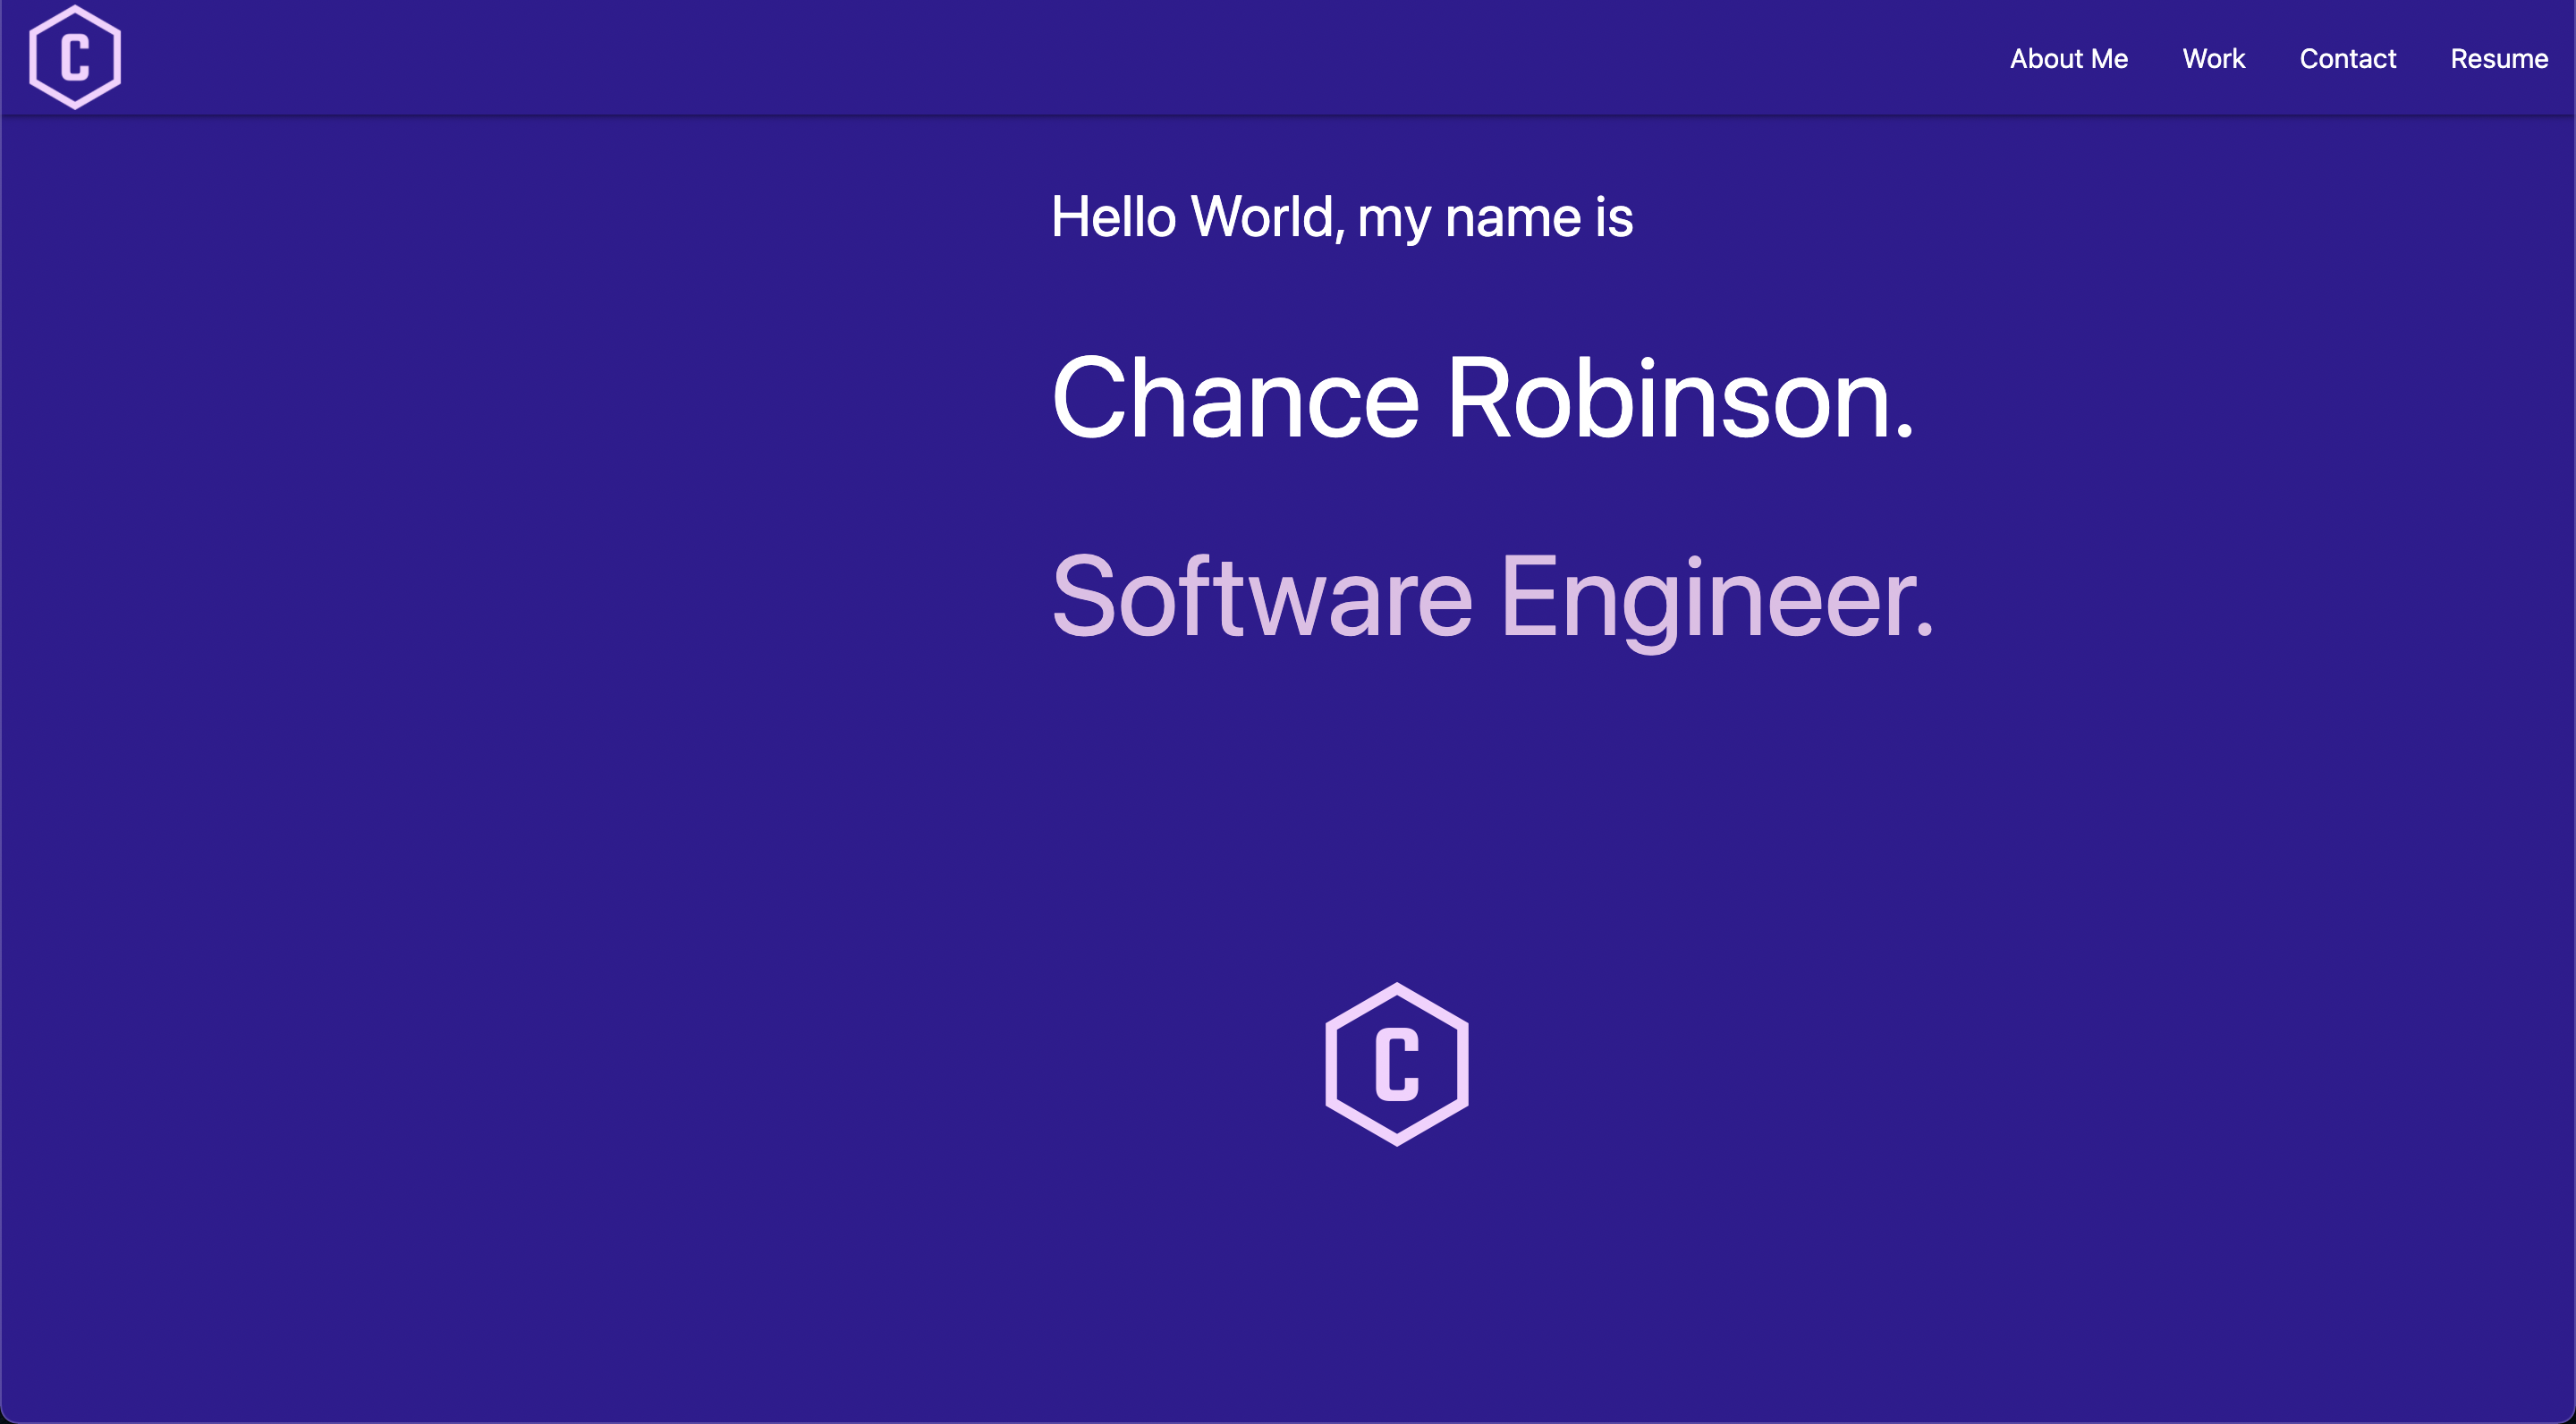 C
About Me Work Contact Resume
Hello World, my name is
Chance Robinson.
Software Engineer.
C